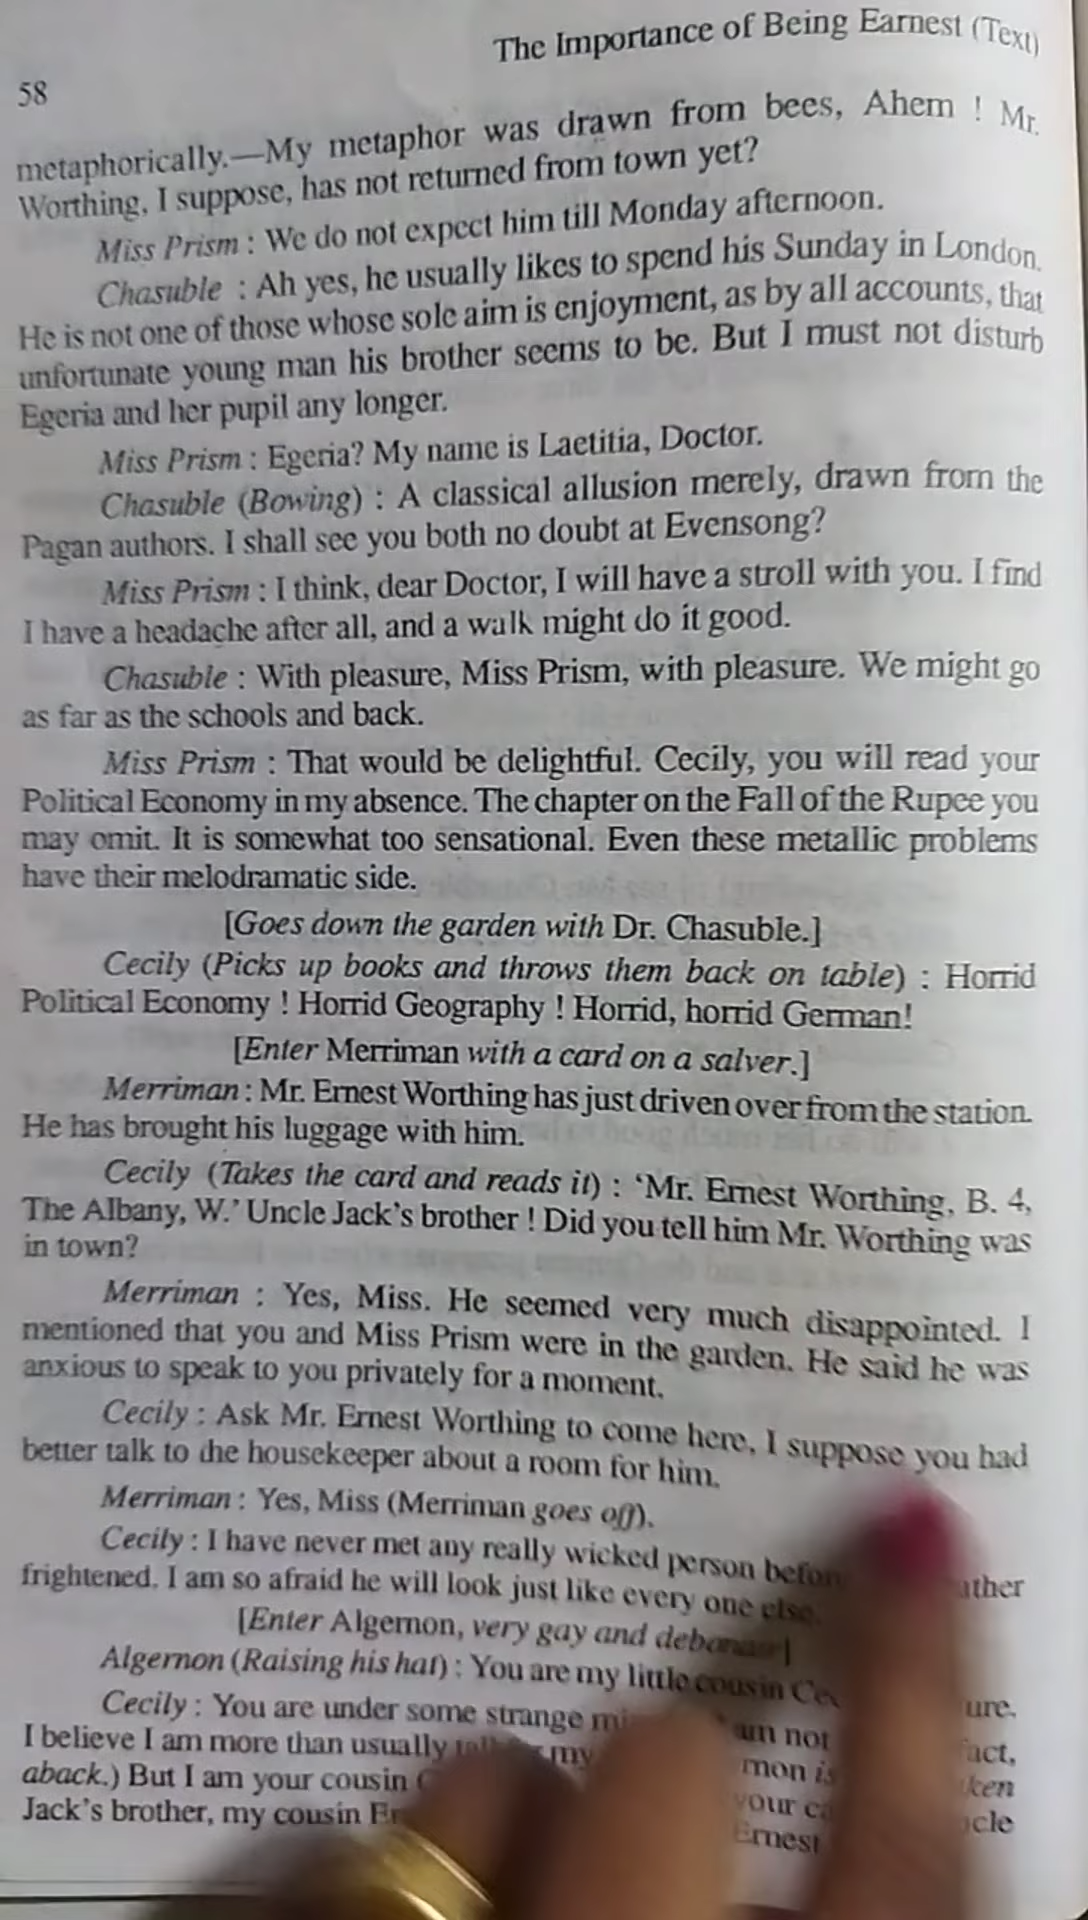 The Importance of Being Earnest (Text)
58
metaphorically.—My metaphor was drawn from bees, Ahem ! Mr.
Worthing, I suppose, has not returned from town yet?
Miss Prism : We do not expect him till Monday afternoon.
Chasuble : Ah yes, he usually likes to spend his Sunday in London.
He is not one of those whose sole aim is enjoyment, as by all accounts, that
unfortunate young man his brother seems to be. But I must not disturb
Egeria and her pupil any longer.
Miss Prism : Egeria? My name is Laetitia, Doctor.
Chasuble (Bowing) : A classical allusion merely, drawn from the
Pagan authors. I shall see you both no doubt at Evensong?
Miss Prism : I think, dear Doctor, I will have a stroll with you. I find
I have a headache after all, and a walk might do it good.
Chasuble : With pleasure, Miss Prism, with pleasure. We might go
as far as the schools and back.
Miss Prism : That would be delightful. Cecily, you will read your
Political Economy in my absence. The chapter on the Fall of the Rupee you
may omit. It is somewhat too sensational. Even these metallic problems
have their melodramatic side.
[Goes down the garden with Dr. Chasuble.]
Cecily (Picks up books and throws them back on table) : Horrid
Political Economy ! Horrid Geography ! Horrid, horrid German!
[Enter Merriman with a card on a salver.]
Merriman : Mr. Ernest Worthing has just driven over from the station.
He has brought his luggage with him.
Cecily (Takes the card and reads it) : ‘Mr. Ernest Worthing, B. 4,
The Albany, W.’ Uncle Jack’s brother ! Did you tell him Mr. Worthing was
in town?
Merriman : Yes, Miss. He seemed very much disappointed. I
mentioned that you and Miss Prism were in the garden. He said he was
anxious to speak to you privately for a moment.
Cecily : Ask Mr. Ernest Worthing to come here, I suppose you had
better talk to the housekeeper about a room for him.
Merriman : Yes, Miss (Merriman goes off).
Cecily : I have never met any really wicked person
frightened. I am so afraid he will look just like every one else.
[Enter Algernon, very gay and debonair]
Algernon (Raising his hat) : You are my little cousin
Cecily : You are under some strange am not
I believe I am more than usually my
aback.) But I am your cousin your
Jack’s brother, my cousin Ernest